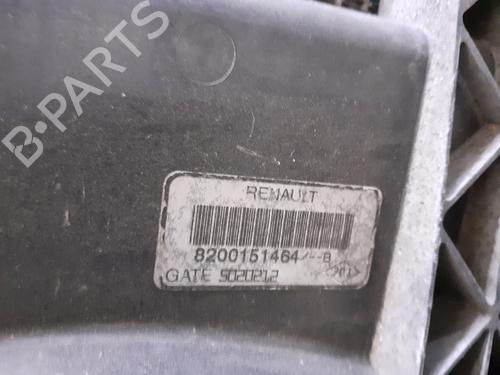 B-PARTS
RENAULT
8200151464/--B
GATE 5020212